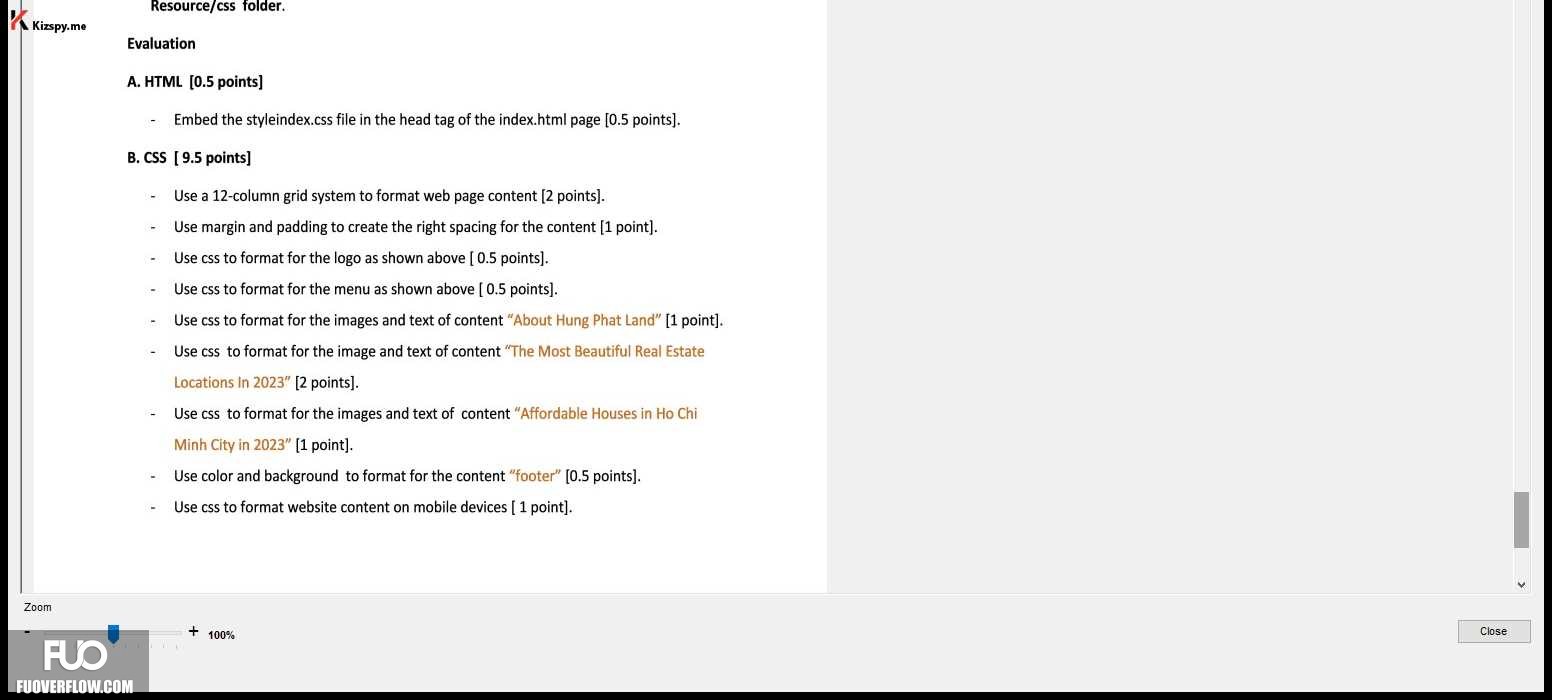 Resource/css folder.
Kizspy.me
Evaluation
A. HTML [0.5 points]
- Embed the styleindex.css file in the head tag of the index.html page [0.5 points].
B. CSS [ 9.5 points]
- Use a 12-column grid system to format web page content [2 points].
- Use margin and padding to create the right spacing for the content [1 point].
- Use css to format for the logo as shown above [ 0.5 points].
- Use css to format for the menu as shown above [ 0.5 points].
- Use css to format for the images and text of content “About Hung Phat Land” [1 point].
- Use css to format for the image and text of content “The Most Beautiful Real Estate
Locations In 2023” [2 points].
- Use css to format for the images and text of content “Affordable Houses in Ho Chi
Minh City in 2023” [1 point].
- Use color and background to format for the content “footer” [0.5 points].
- Use css to format website content on mobile devices [ 1 point].
Zoom
- + 100%
Close
FUO
FUOVERFLOW.COM